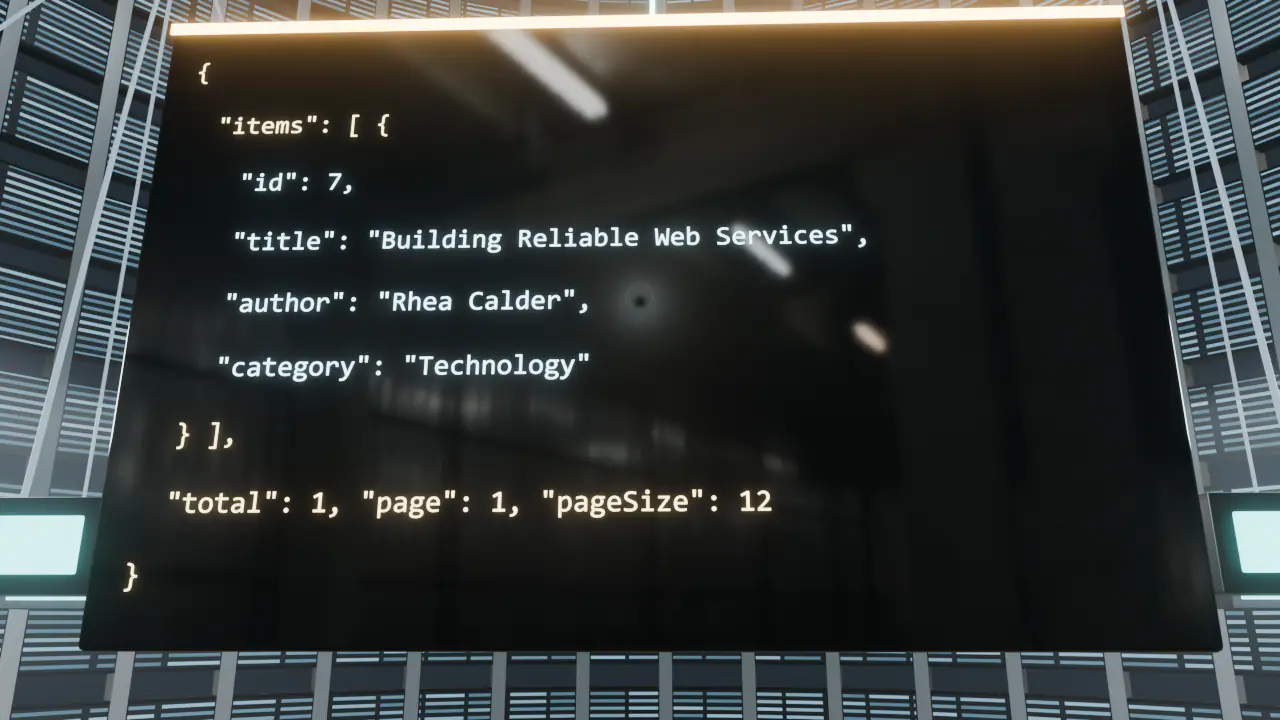 {
"items": [ {
"id": 7,
"title": "Building Reliable Web Services",
"author": "Rhea Calder",
"category": "Technology"
} ],
"total": 1, "page": 1, "pageSize": 12
}